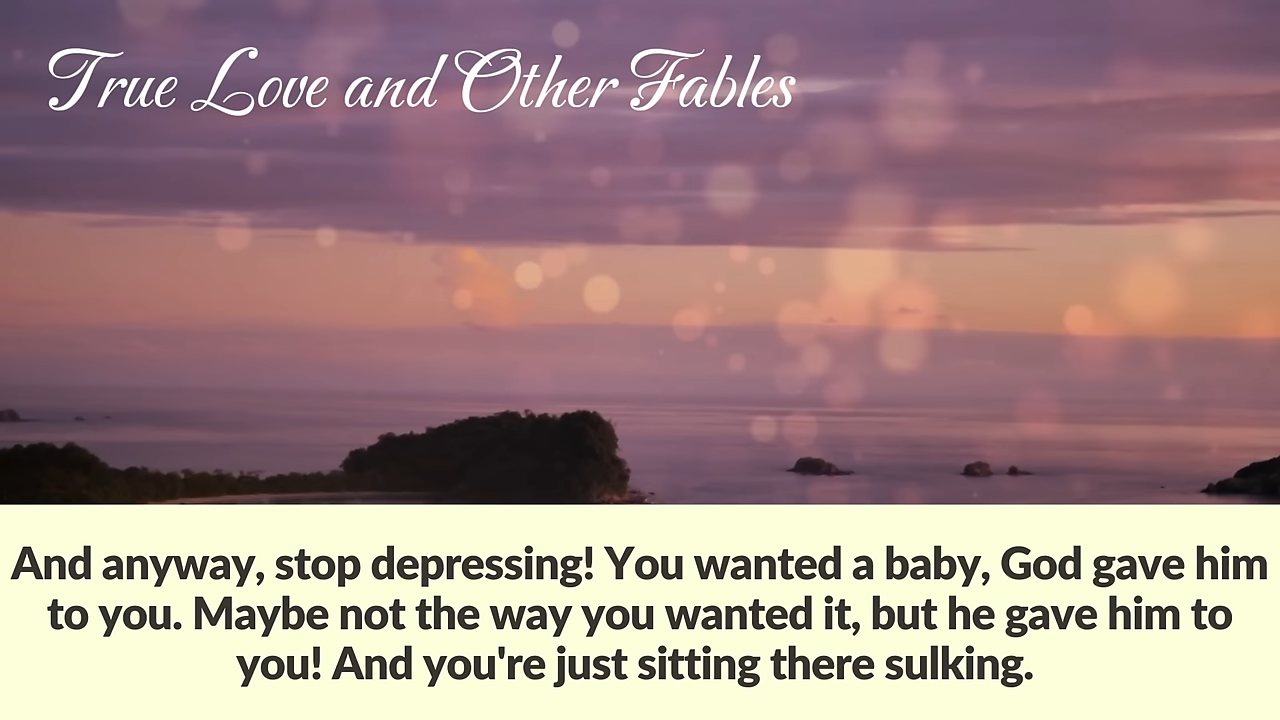 True Love and Other Fables
And anyway, stop depressing! You wanted a baby, God gave him
to you. Maybe not the way you wanted it, but he gave him to
you! And you're just sitting there sulking.